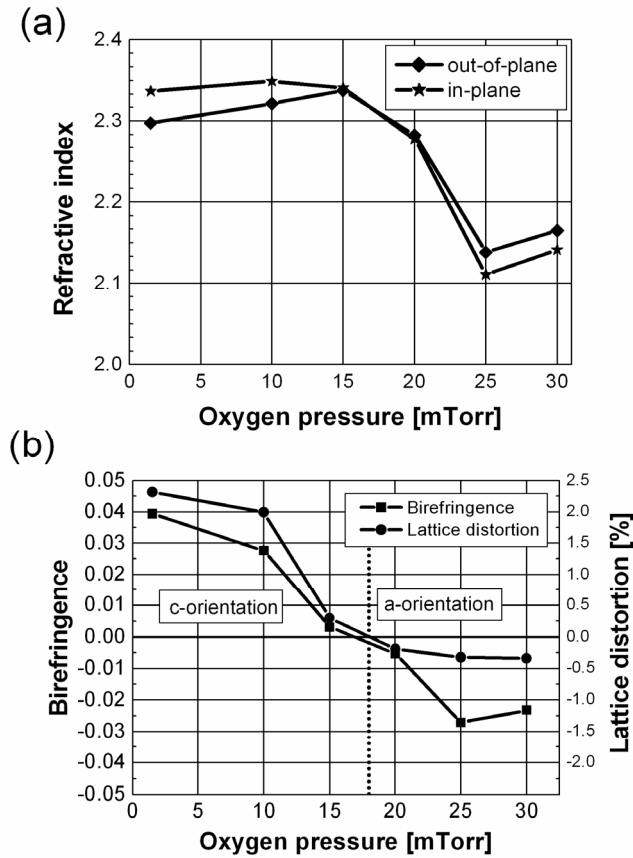 (a)
2.4
2.3
2.2
2.1
2.0
Refractive index
out-of-plane
in-plane
0 5 10 15 20 25 30
Oxygen pressure [mTorr]
(b)
0.05
0.04
0.03
0.02
0.01
0.00
-0.01
-0.02
-0.03
-0.04
-0.05
Birefringence
Birefringence
Lattice distortion
c-orientation
a-orientation
2.5
2.0
1.5
1.0
0.5
0.0
-0.5
-1.0
-1.5
-2.0
Lattice distortion [%]
0 5 10 15 20 25 30
Oxygen pressure [mTorr]